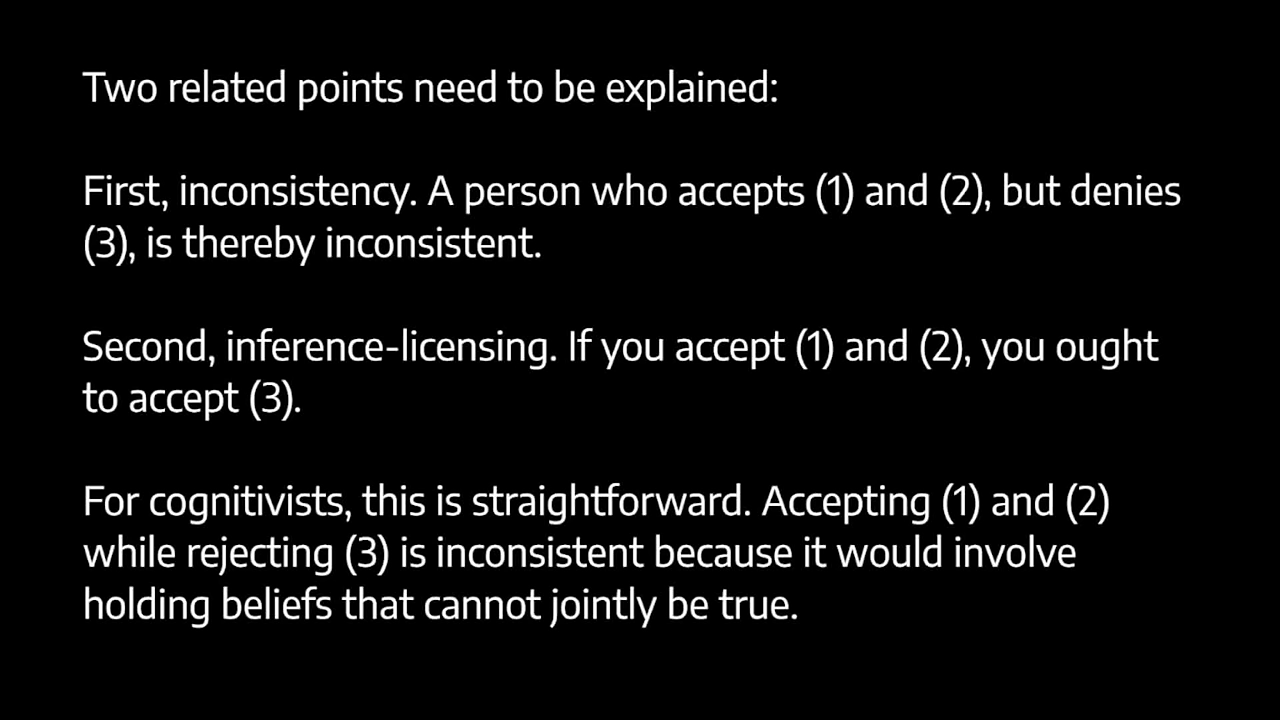 Two related points need to be explained:
First, inconsistency. A person who accepts (1) and (2), but denies
(3), is thereby inconsistent.
Second, inference-licensing. If you accept (1) and (2), you ought
to accept (3).
For cognitivists, this is straightforward. Accepting (1) and (2)
while rejecting (3) is inconsistent because it would involve
holding beliefs that cannot jointly be true.